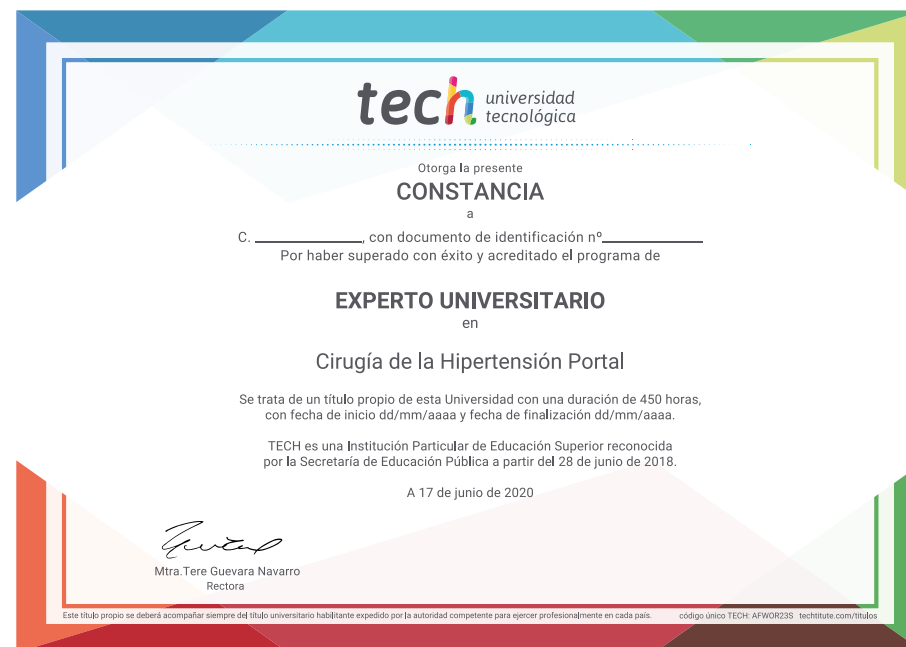 tech universidad
tecnológica
Otorga la presente
CONSTANCIA
a
C. ____________, con documento de identificación nº____________
Por haber superado con éxito y acreditado el programa de
EXPERTO UNIVERSITARIO
en
Cirugía de la Hipertensión Portal
Se trata de un título propio de esta Universidad con una duración de 450 horas,
con fecha de inicio dd/mm/aaaa y fecha de finalización dd/mm/aaaa.
TECH es una Institución Particular de Educación Superior reconocida
por la Secretaría de Educación Pública a partir del 28 de junio de 2018.
A 17 de junio de 2020
Mtra.Tere Guevara Navarro
Rectora
Este título propio se deberá acompañar siempre del título universitario habilitante expedido por la autoridad competente para ejercer profesionalmente en cada país. código único TECH: AFWOR23S techtitute.com/titulos